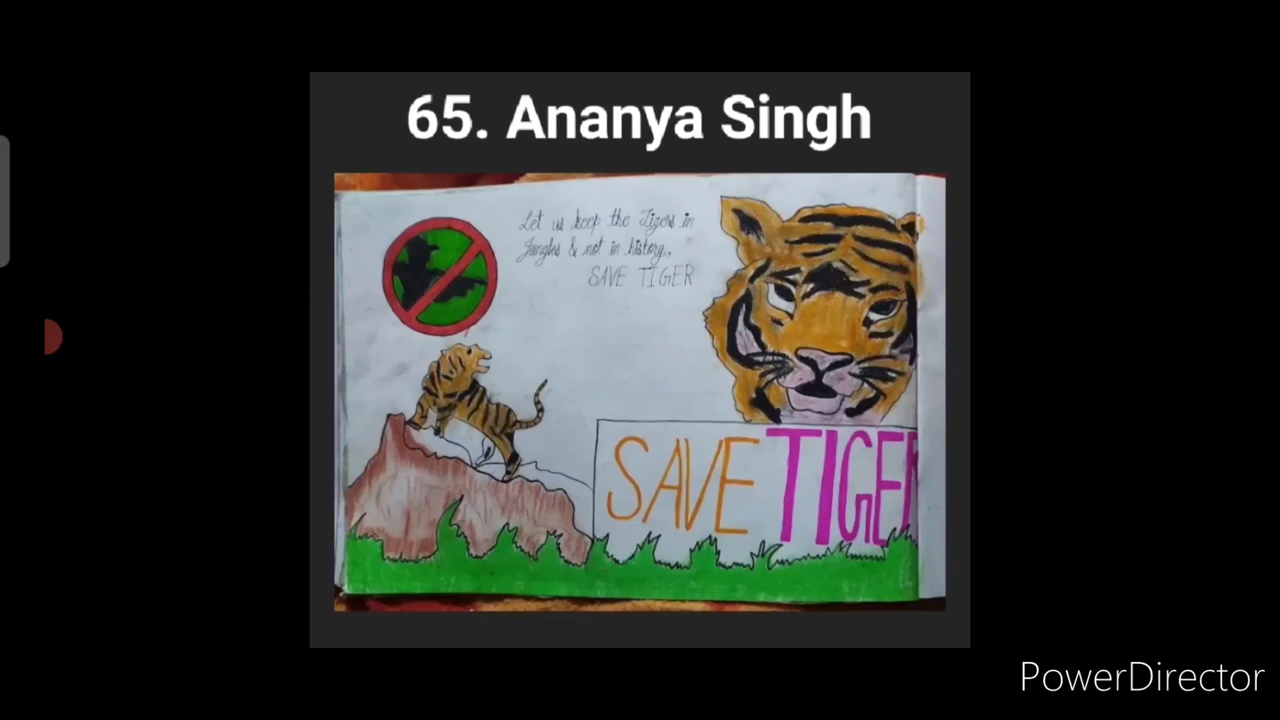 65. Ananya Singh
Let us keep the Tigers in
Jungles & not in history,
SAVE TIGER
SAVE TIGER
PowerDirector